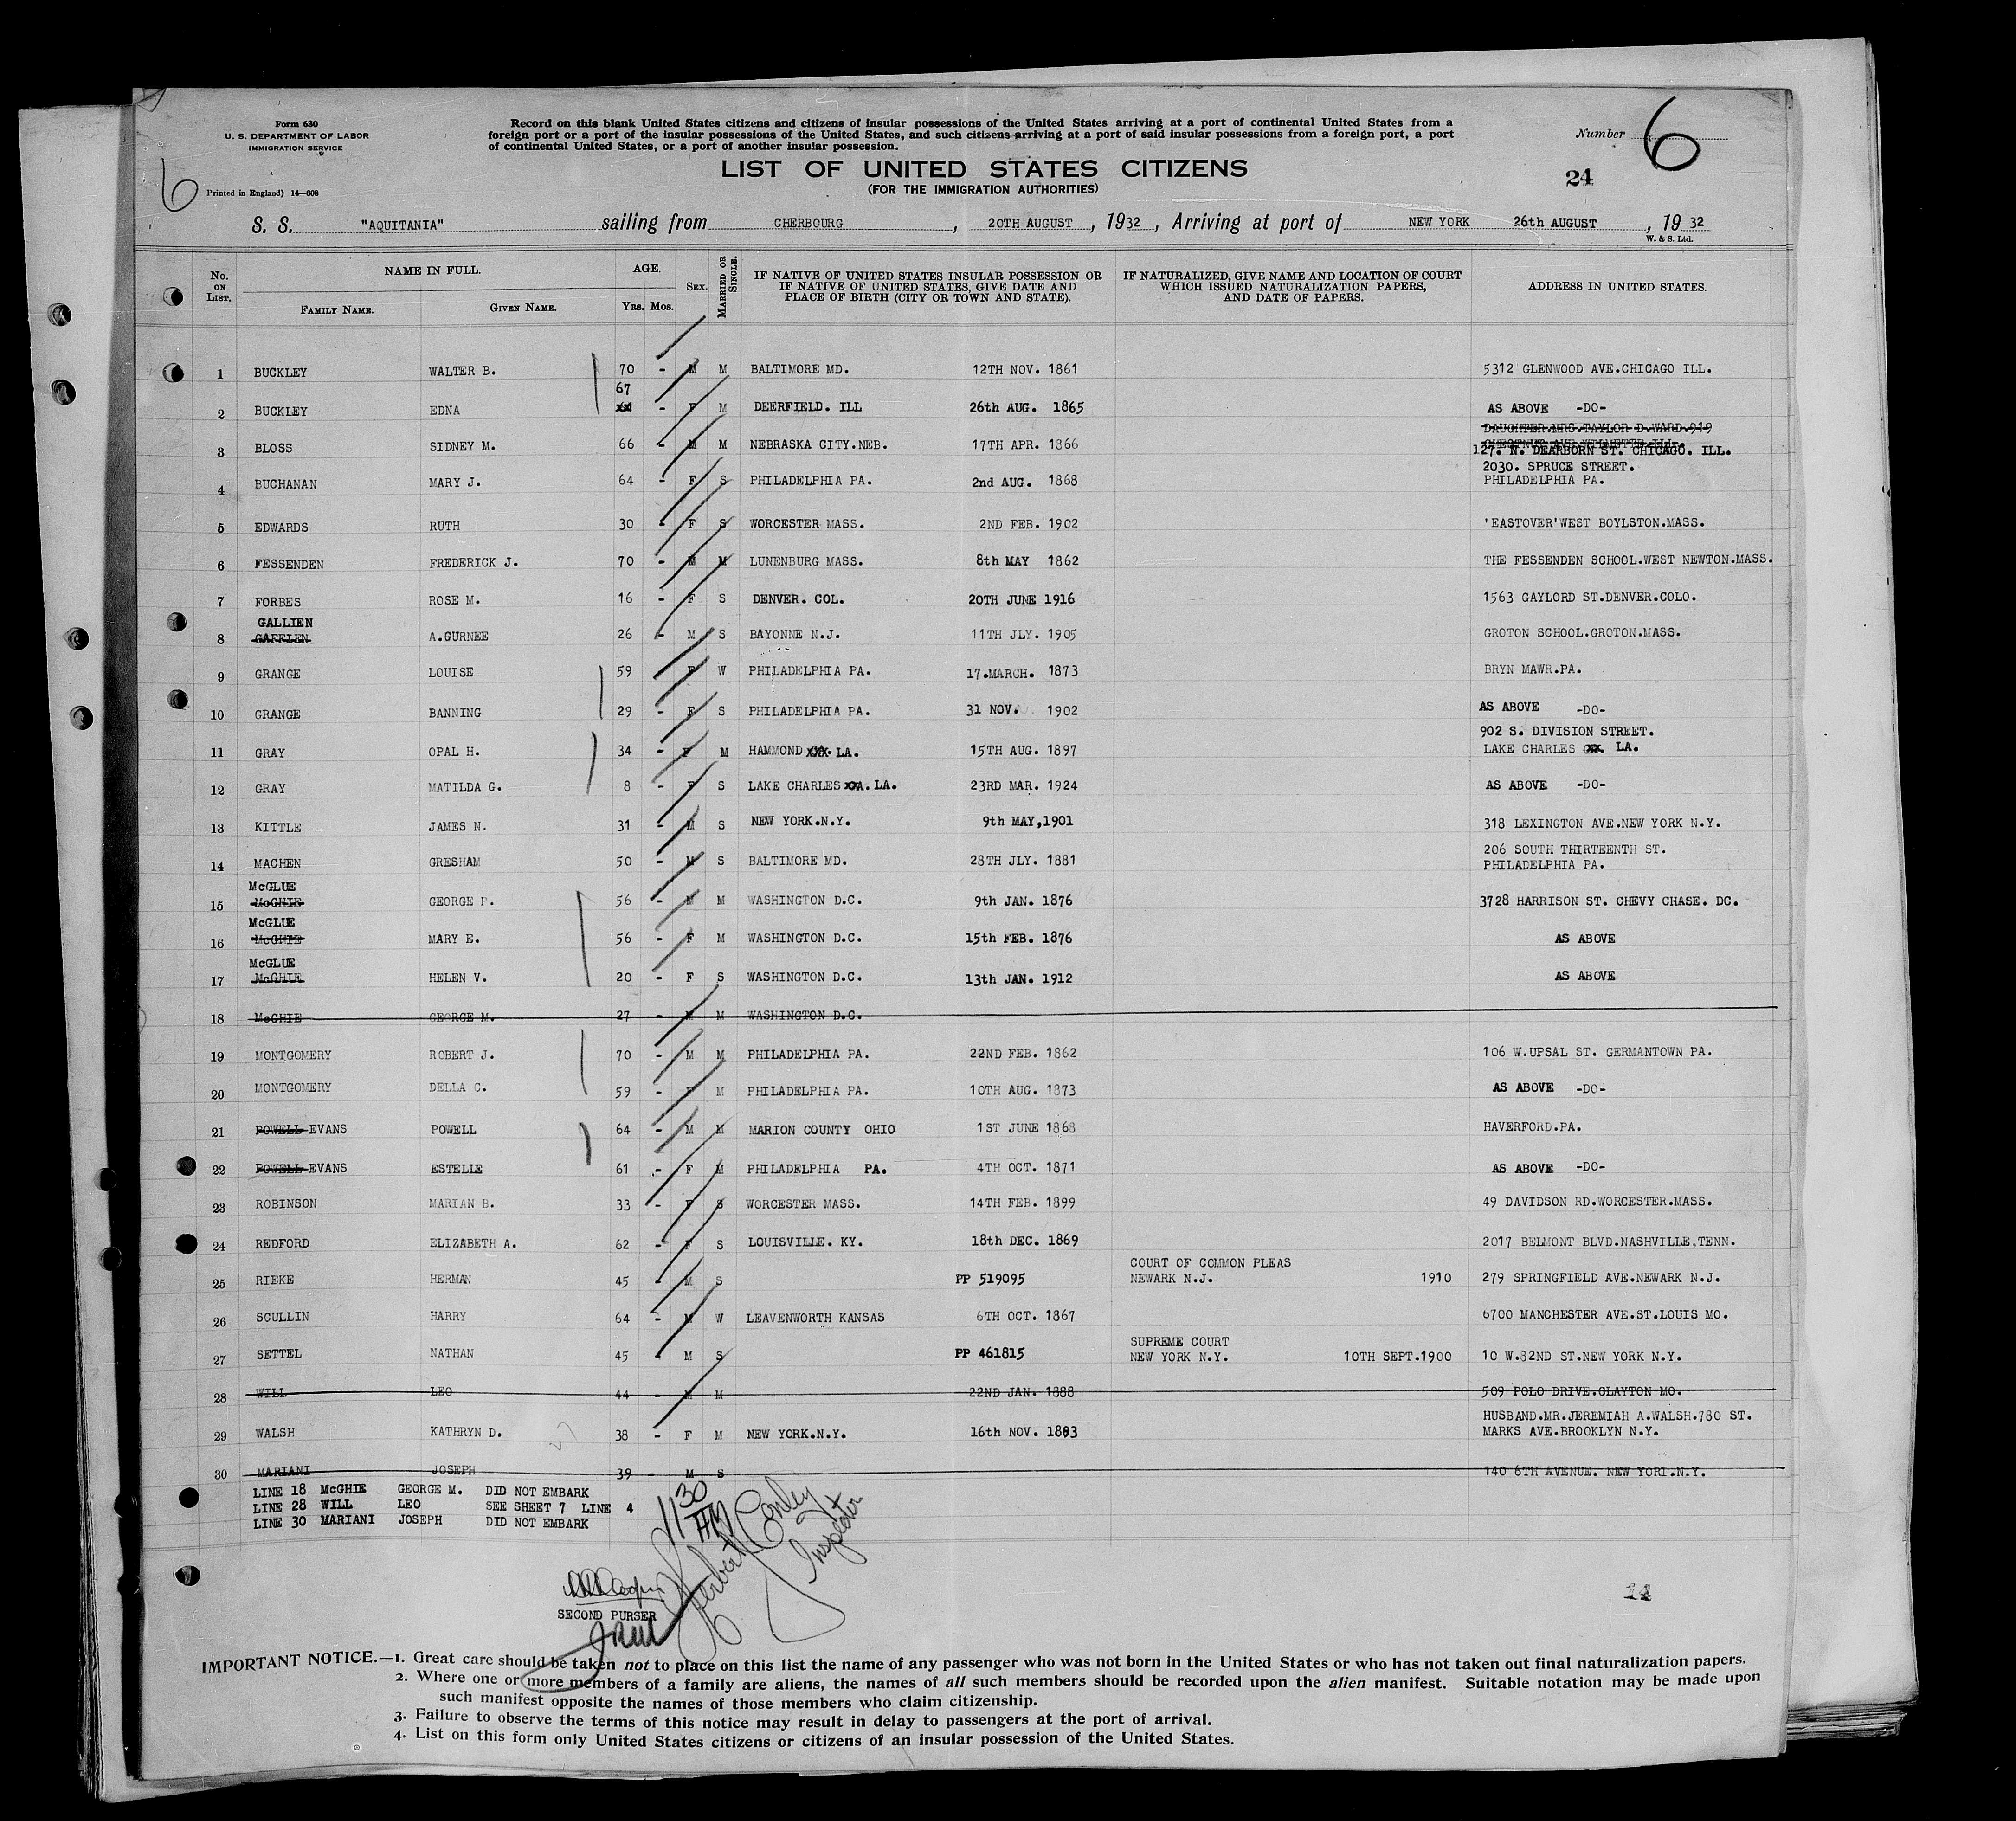 Form 630
U. S. DEPARTMENT OF LABOR
IMMIGRATION SERVICE
Printed in England) 14—608
6
Record on this blank United States citizens and citizens of insular possessions of the United States arriving at a port of continental United States from a
foreign port or a port of the insular possessions of the United States, and such citizens arriving at a port of said insular possessions from a foreign port, a port
of continental United States, or a port of another insular possession.
Number 6
LIST OF UNITED STATES CITIZENS
(FOR THE IMMIGRATION AUTHORITIES)
24
S. S. "AQUITANIA" sailing from CHERBOURG, 20TH AUGUST, 1932, Arriving at port of NEW YORK 26th AUGUST, 19 32
W. & S. Ltd.
No. ON LIST. NAME IN FULL. FAMILY NAME. GIVEN NAME. AGE. YRS. MOS. SEX. MARRIED OR SINGLE. IF NATIVE OF UNITED STATES INSULAR POSSESSION OR IF NATIVE OF UNITED STATES, GIVE DATE AND PLACE OF BIRTH (CITY OR TOWN AND STATE). IF NATURALIZED, GIVE NAME AND LOCATION OF COURT WHICH ISSUED NATURALIZATION PAPERS, AND DATE OF PAPERS. ADDRESS IN UNITED STATES.
1 BUCKLEY WALTER B. 70 - M M BALTIMORE MD. 12TH NOV. 1861 5312 GLENWOOD AVE.CHICAGO ILL.
67
2 BUCKLEY EDNA - F M DEERFIELD. ILL 26th AUG. 1865 AS ABOVE -DO-
DAUGHTER.MRS.TAYLOR D.WARD.919
CHESTNUT AVE WILMETTE ILL.
3 BLOSS SIDNEY M. 66 - M M NEBRASKA CITY.NEB. 17TH APR. 1866 127. N. DEARBORN ST. CHICAGO. ILL.
2030. SPRUCE STREET.
4 BUCHANAN MARY J. 64 - F S PHILADELPHIA PA. 2nd AUG. 1868 PHILADELPHIA PA.
5 EDWARDS RUTH 30 - F S WORCESTER MASS. 2ND FEB. 1902 'EASTOVER'WEST BOYLSTON.MASS.
6 FESSENDEN FREDERICK J. 70 - M M LUNENBURG MASS. 8th MAY 1862 THE FESSENDEN SCHOOL.WEST NEWTON.MASS.
7 FORBES ROSE M. 16 - F S DENVER. COL. 20TH JUNE 1916 1563 GAYLORD ST.DENVER.COLO.
GALLIEN
8 GAFFIEN A.GURNEE 26 - M S BAYONNE N.J. 11TH JLY. 1905 GROTON SCHOOL.GROTON.MASS.
9 GRANGE LOUISE 59 F W PHILADELPHIA PA. 17.MARCH. 1873 BRYN MAWR.PA.
10 GRANGE BANNING 29 - F S PHILADELPHIA PA. 31 NOV. 1902 AS ABOVE -DO-
902 S. DIVISION STREET.
11 GRAY OPAL H. 34 - F M HAMMOND XXX. LA. 15TH AUG. 1897 LAKE CHARLES LA.
12 GRAY MATILDA G. 8 - F S LAKE CHARLES . LA. 23RD MAR. 1924 AS ABOVE -DO-
13 KITTLE JAMES N. 31 - M S NEW YORK.N.Y. 9th MAY,1901 318 LEXINGTON AVE.NEW YORK N.Y.
206 SOUTH THIRTEENTH ST.
14 MACHEN GRESHAM 50 - M S BALTIMORE MD. 28TH JLY. 1881 PHILADELPHIA PA.
McGLUE
15 McGHIE GEORGE P. 56 - M M WASHINGTON D.C. 9th JAN. 1876 3728 HARRISON ST. CHEVY CHASE. DC.
McGLUE
16 McGHIE MARY E. 56 - F M WASHINGTON D.C. 15th FEB. 1876 AS ABOVE
McGLUE
17 McGHIE HELEN V. 20 - F S WASHINGTON D.C. 13th JAN. 1912 AS ABOVE
18 McGHIE GEORGE M. 27 - M M WASHINGTON D.C.
19 MONTGOMERY ROBERT J. 70 - M M PHILADELPHIA PA. 22ND FEB. 1862 106 W.UPSAL ST. GERMANTOWN PA.
20 MONTGOMERY DELLA C. 59 - F M PHILADELPHIA PA. 10TH AUG. 1873 AS ABOVE -DO-
21 POWELL EVANS POWELL 64 - M M MARION COUNTY OHIO 1ST JUNE 1868 HAVERFORD.PA.
22 POWELL EVANS ESTELLE 61 - F M PHILADELPHIA PA. 4TH OCT. 1871 AS ABOVE -DO-
23 ROBINSON MARIAN B. 33 - F S WORCESTER MASS. 14TH FEB. 1899 49 DAVIDSON RD.WORCESTER.MASS.
24 REDFORD ELIZABETH A. 62 - F S LOUISVILLE. KY. 18th DEC. 1869 2017 BELMONT BLVD.NASHVILLE,TENN.
COURT OF COMMON PLEAS
25 RIEKE HERMAN 45 - M S PP 519095 NEWARK N.J. 1910 279 SPRINGFIELD AVE.NEWARK N.J.
26 SCULLIN HARRY 64 - M W LEAVENWORTH KANSAS 6TH OCT. 1867 6700 MANCHESTER AVE.ST.LOUIS MO.
SUPREME COURT
27 SETTEL NATHAN 45 - M S PP 461815 NEW YORK N.Y. 10TH SEPT.1900 10 W.82ND ST.NEW YORK N.Y.
28 WILL LEO 44 - M M 22ND JAN. 1888 509 POLO DRIVE.CLAYTON MO.
HUSBAND.MR.JEREMIAH A.WALSH.780 ST.
29 WALSH KATHRYN D. 38 - F M NEW YORK.N.Y. 16th NOV. 1893 MARKS AVE.BROOKLYN N.Y.
30 MARIANI JOSEPH 39 - M S 140 6TH AVENUE. NEW YORK.N.Y.
LINE 18 McGHIE GEORGE M. DID NOT EMBARK
LINE 28 WILL LEO SEE SHEET 7 LINE 4
LINE 30 MARIANI JOSEPH DID NOT EMBARK
1130 AM
Herbert Conley
Inspector
SECOND PURSER
14
IMPORTANT NOTICE.—1. Great care should be taken not to place on this list the name of any passenger who was not born in the United States or who has not taken out final naturalization papers.
2. Where one or more members of a family are aliens, the names of all such members should be recorded upon the alien manifest. Suitable notation may be made upon
such manifest opposite the names of those members who claim citizenship.
3. Failure to observe the terms of this notice may result in delay to passengers at the port of arrival.
4. List on this form only United States citizens or citizens of an insular possession of the United States.